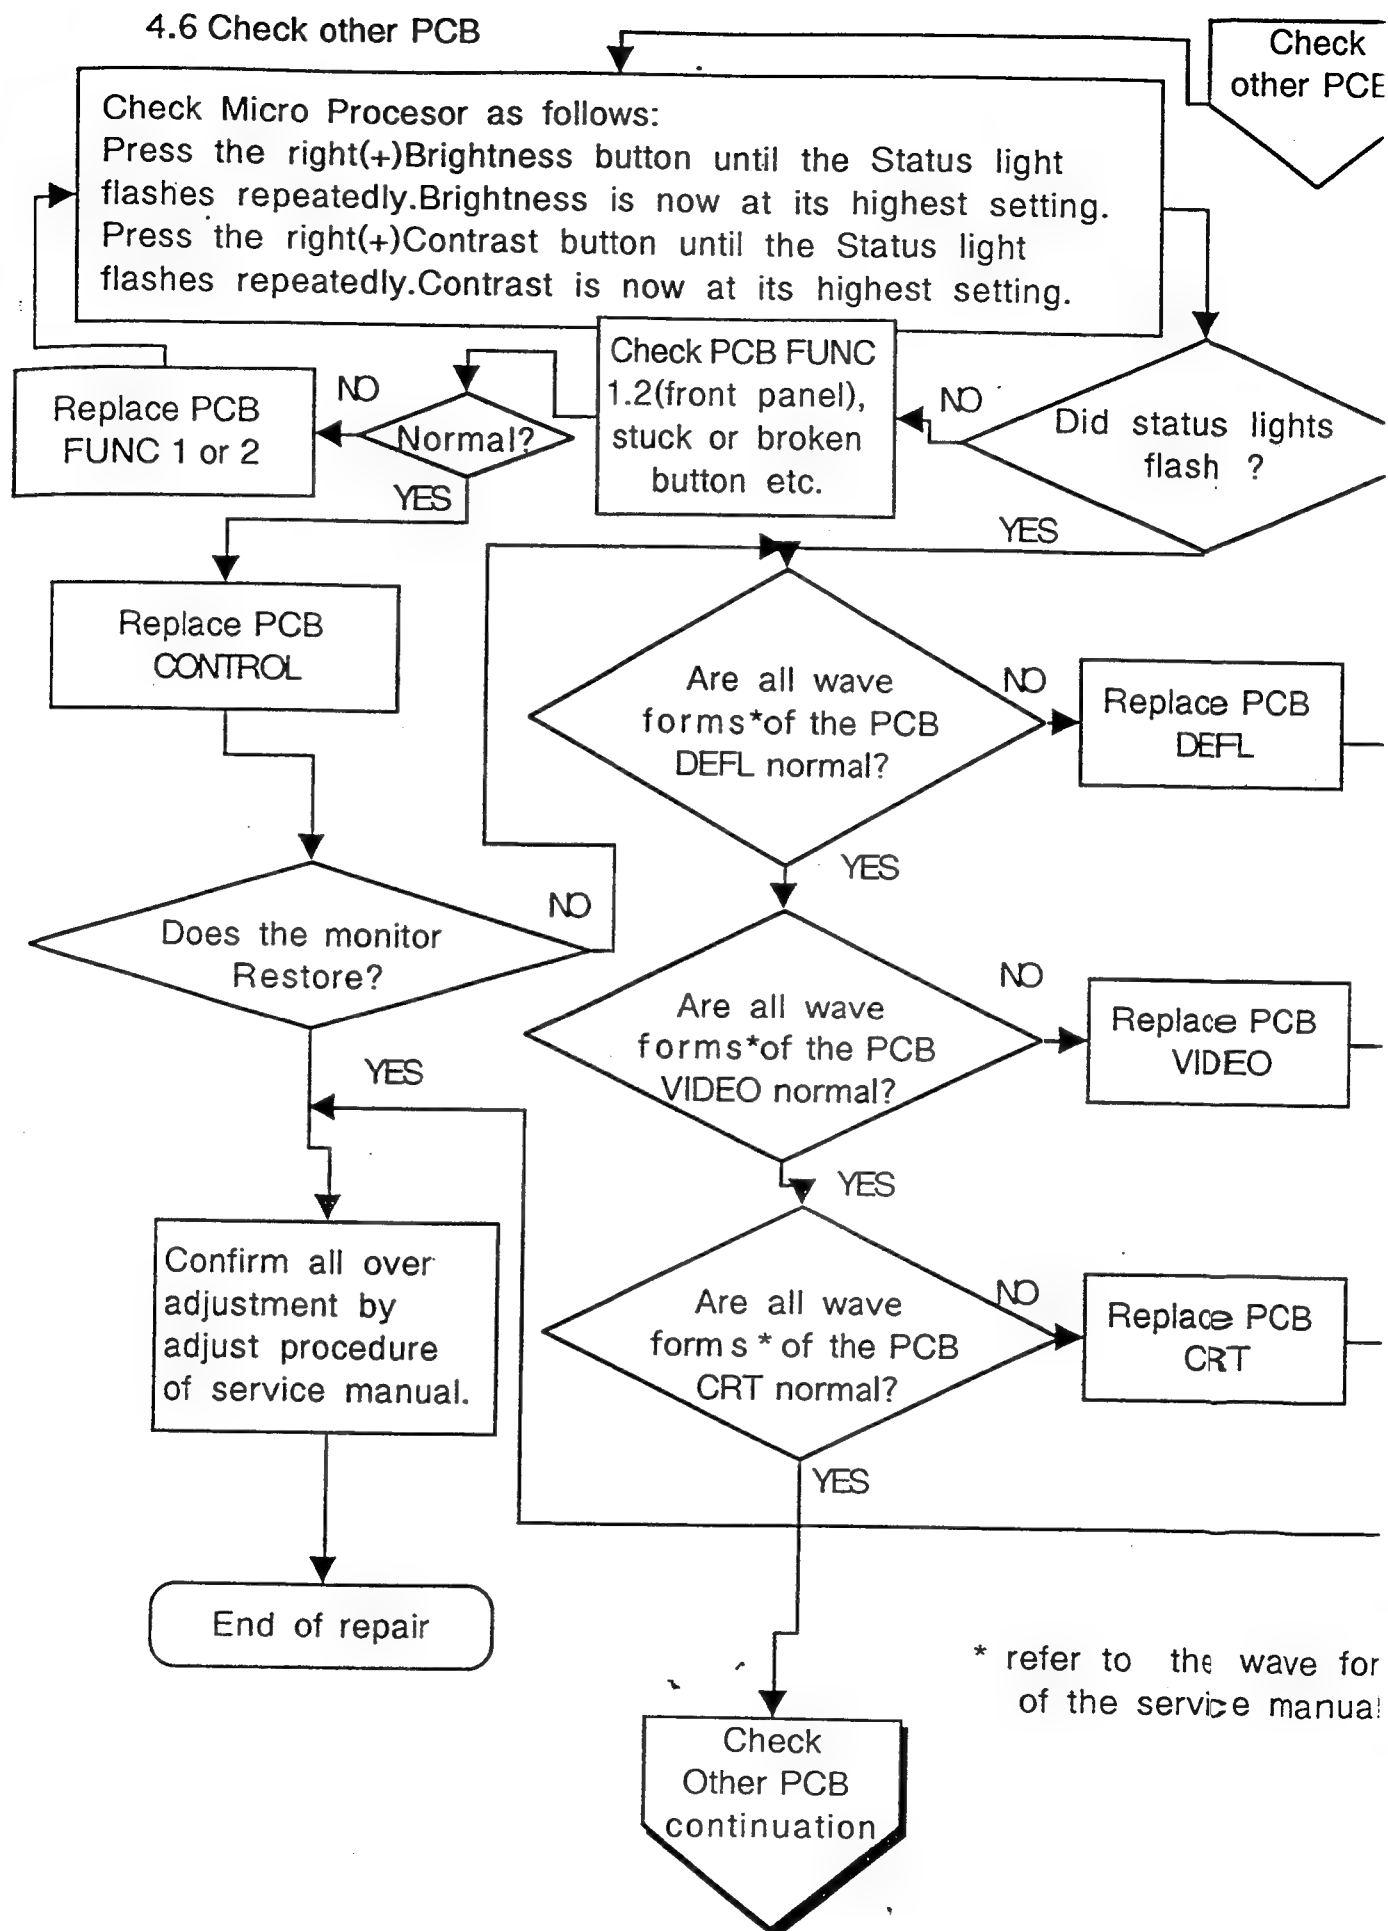 4.6 Check other PCB
Check
other PCB
Check Micro Procesor as follows:
Press the right(+)Brightness button until the Status light
flashes repeatedly.Brightness is now at its highest setting.
Press the right(+)Contrast button until the Status light
flashes repeatedly.Contrast is now at its highest setting.
Replace PCB
FUNC 1 or 2
NO
Normal?
YES
Check PCB FUNC
1.2(front panel),
stuck or broken
button etc.
NO
Did status lights
flash ?
YES
Replace PCB
CONTROL
Are all wave
forms*of the PCB
DEFL normal?
NO
Replace PCB
DEFL
YES
Does the monitor
Restore?
NO
YES
Are all wave
forms*of the PCB
VIDEO normal?
NO
Replace PCB
VIDEO
YES
Confirm all over
adjustment by
adjust procedure
of service manual.
Are all wave
forms * of the PCB
CRT normal?
NO
Replace PCB
CRT
YES
End of repair
* refer to the wave for
of the service manual
Check
Other PCB
continuation